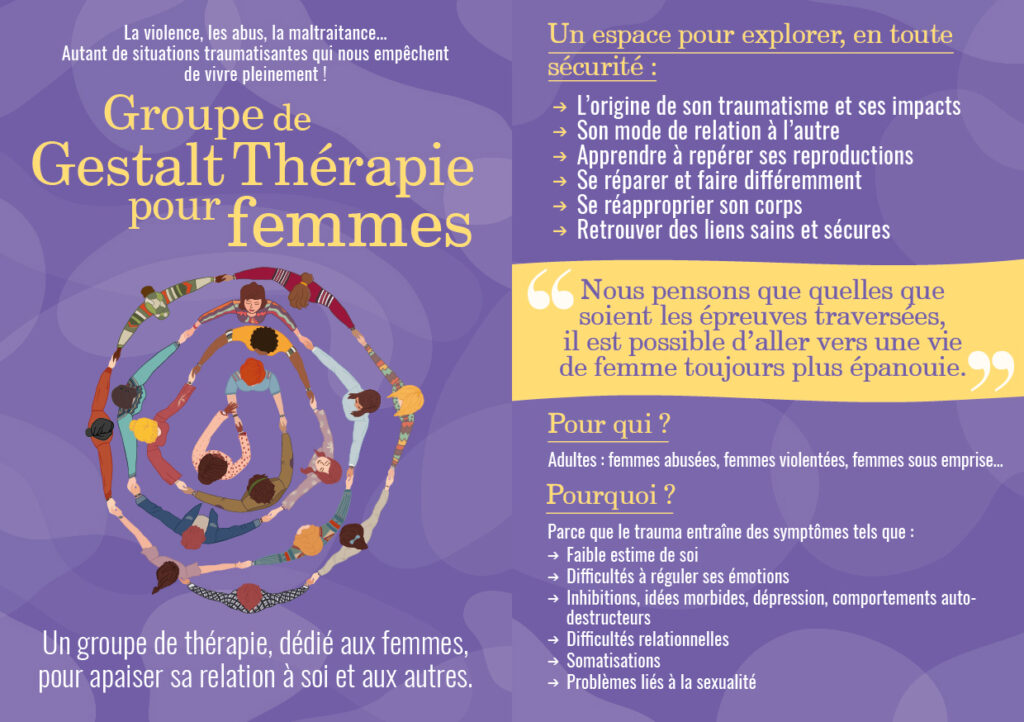 La violence, les abus, la maltraitance...
Autant de situations traumatisantes qui nous empêchent
de vivre pleinement !
Groupe de
Gestalt Thérapie
pour femmes
Un groupe de thérapie, dédié aux femmes,
pour apaiser sa relation à soi et aux autres.
Un espace pour explorer, en toute
sécurité :
→ L'origine de son traumatisme et ses impacts
→ Son mode de relation à l'autre
→ Apprendre à repérer ses reproductions
→ Se réparer et faire différemment
→ Se réapproprier son corps
→ Retrouver des liens sains et sécures
“ Nous pensons que quelles que
soient les épreuves traversées,
il est possible d'aller vers une vie
de femme toujours plus épanouie. ”
Pour qui ?
Adultes : femmes abusées, femmes violentées, femmes sous emprise...
Pourquoi ?
Parce que le trauma entraîne des symptômes tels que :
→ Faible estime de soi
→ Difficultés à réguler ses émotions
→ Inhibitions, idées morbides, dépression, comportements auto-
destructeurs
→ Difficultés relationnelles
→ Somatisations
→ Problèmes liés à la sexualité